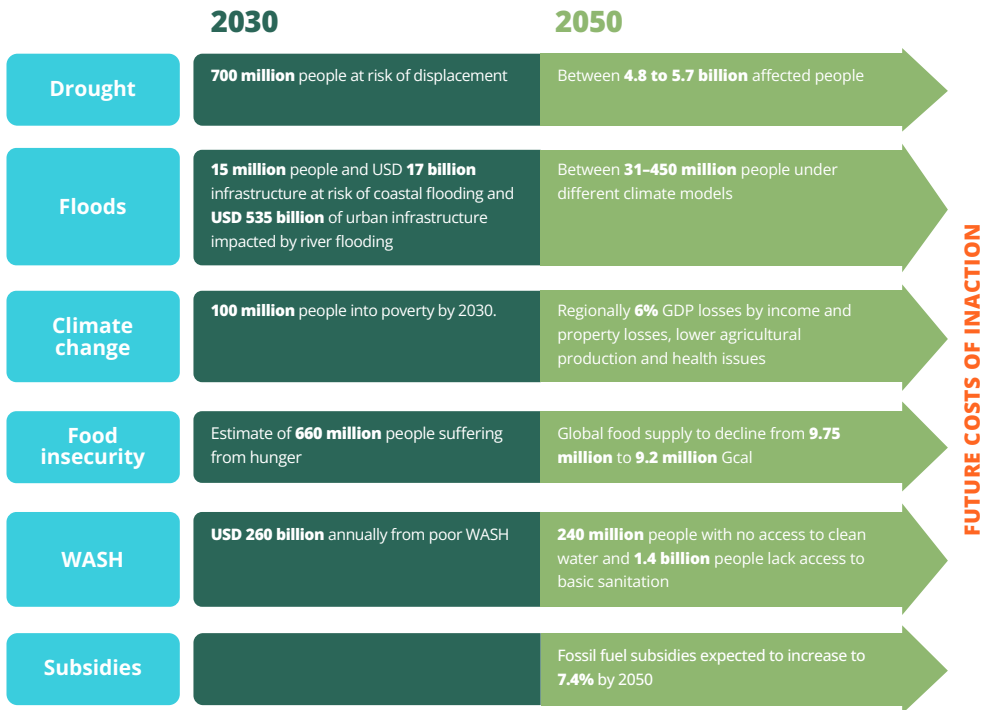 2030
2050
Drought
700 million people at risk of displacement
Between 4.8 to 5.7 billion affected people
Floods
15 million people and USD 17 billion
infrastructure at risk of coastal flooding and
USD 535 billion of urban infrastructure
impacted by river flooding
Between 31–450 million people under
different climate models
Climate
change
100 million people into poverty by 2030.
Regionally 6% GDP losses by income and
property losses, lower agricultural
production and health issues
Food
insecurity
Estimate of 660 million people suffering
from hunger
Global food supply to decline from 9.75
million to 9.2 million Gcal
WASH
USD 260 billion annually from poor WASH
240 million people with no access to clean
water and 1.4 billion people lack access to
basic sanitation
Subsidies
Fossil fuel subsidies expected to increase to
7.4% by 2050
FUTURE COSTS OF INACTION